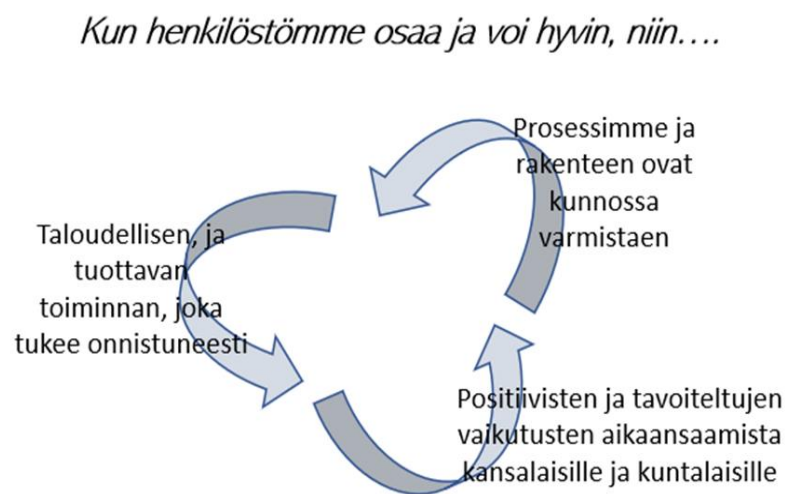 Kun henkilöstömme osaa ja voi hyvin, niin….
Prosessimme ja
rakenteen ovat
kunnossa
varmistaen
Taloudellisen, ja
tuottavan
toiminnan, joka
tukee onnistuneesti
Positiivisten ja tavoiteltujen
vaikutusten aikaansaamista
kansalaisille ja kuntalaisille